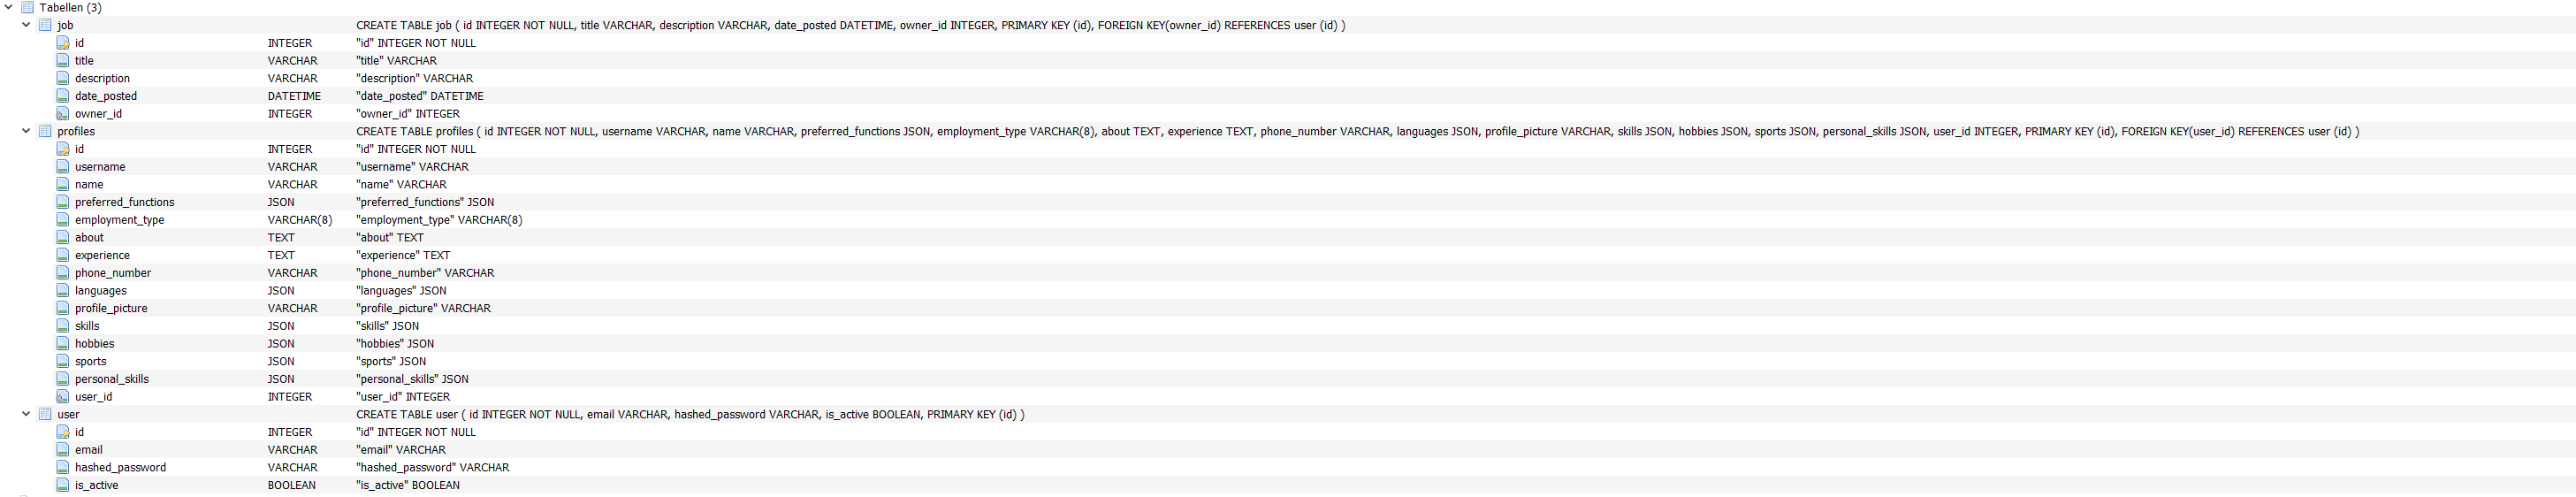 Tabellen (3)
job CREATE TABLE job ( id INTEGER NOT NULL, title VARCHAR, description VARCHAR, date_posted DATETIME, owner_id INTEGER, PRIMARY KEY (id), FOREIGN KEY(owner_id) REFERENCES user (id) )
id INTEGER "id" INTEGER NOT NULL
title VARCHAR "title" VARCHAR
description VARCHAR "description" VARCHAR
date_posted DATETIME "date_posted" DATETIME
owner_id INTEGER "owner_id" INTEGER
profiles CREATE TABLE profiles ( id INTEGER NOT NULL, username VARCHAR, name VARCHAR, preferred_functions JSON, employment_type VARCHAR(8), about TEXT, experience TEXT, phone_number VARCHAR, languages JSON, profile_picture VARCHAR, skills JSON, hobbies JSON, sports JSON, personal_skills JSON, user_id INTEGER, PRIMARY KEY (id), FOREIGN KEY(user_id) REFERENCES user (id) )
id INTEGER "id" INTEGER NOT NULL
username VARCHAR "username" VARCHAR
name VARCHAR "name" VARCHAR
preferred_functions JSON "preferred_functions" JSON
employment_type VARCHAR(8) "employment_type" VARCHAR(8)
about TEXT "about" TEXT
experience TEXT "experience" TEXT
phone_number VARCHAR "phone_number" VARCHAR
languages JSON "languages" JSON
profile_picture VARCHAR "profile_picture" VARCHAR
skills JSON "skills" JSON
hobbies JSON "hobbies" JSON
sports JSON "sports" JSON
personal_skills JSON "personal_skills" JSON
user_id INTEGER "user_id" INTEGER
user CREATE TABLE user ( id INTEGER NOT NULL, email VARCHAR, hashed_password VARCHAR, is_active BOOLEAN, PRIMARY KEY (id) )
id INTEGER "id" INTEGER NOT NULL
email VARCHAR "email" VARCHAR
hashed_password VARCHAR "hashed_password" VARCHAR
is_active BOOLEAN "is_active" BOOLEAN